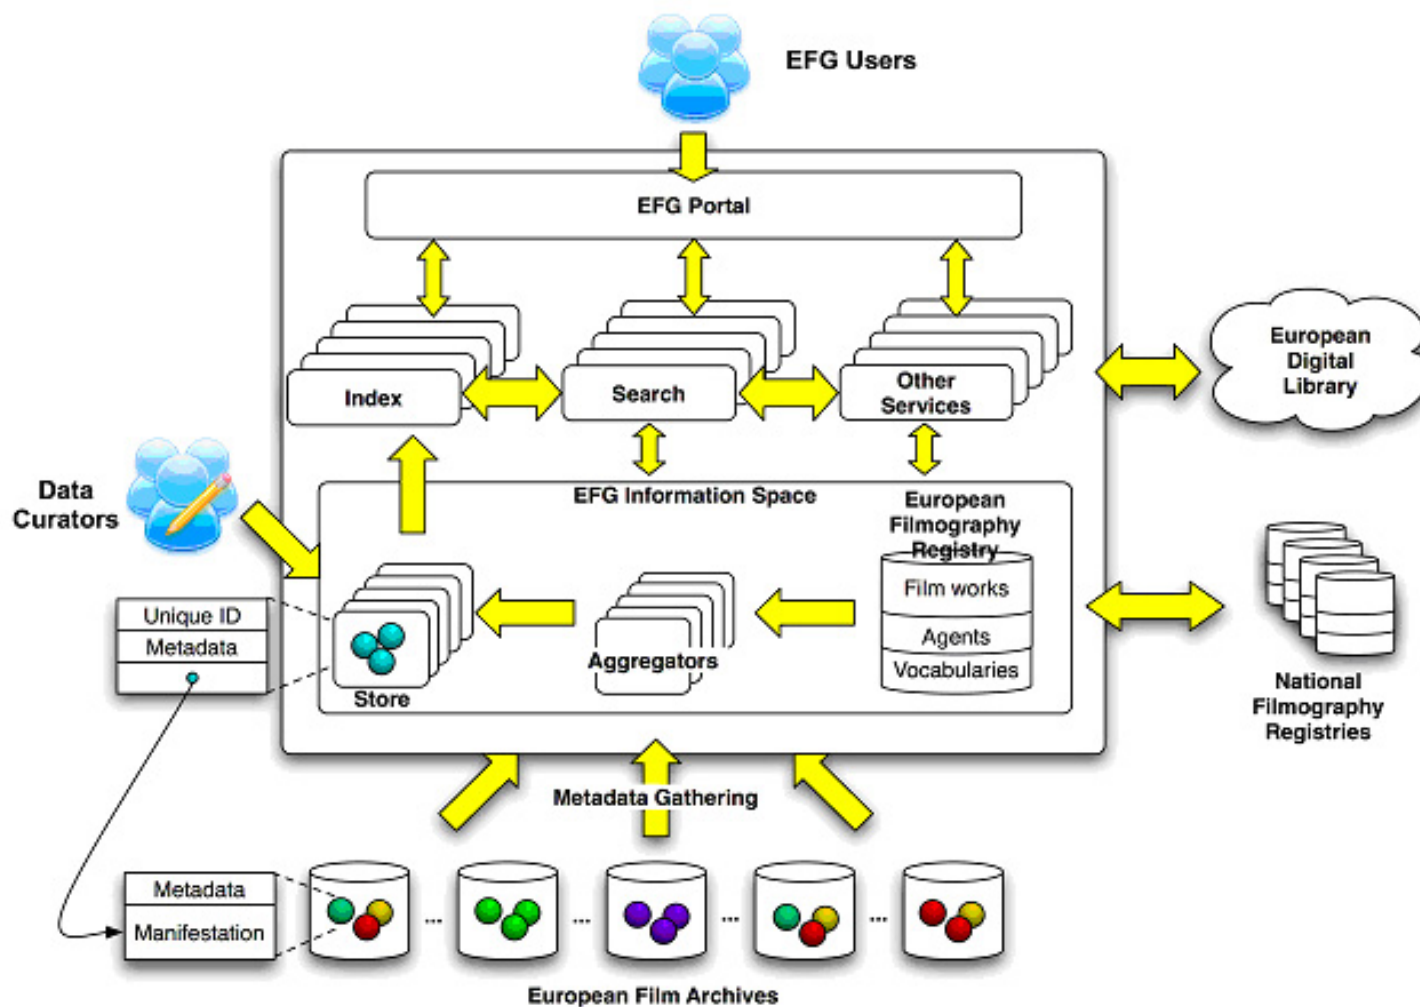 EFG Users
EFG Portal
Index
Search
Other
Services
European
Digital
Library
Data
Curators
EFG Information Space
European
Filmography
Registry
Film works
Agents
Vocabularies
Unique ID
Metadata
Store
Aggregators
National
Filmography
Registries
Metadata Gathering
Metadata
Manifestation
...
...
...
...
European Film Archives